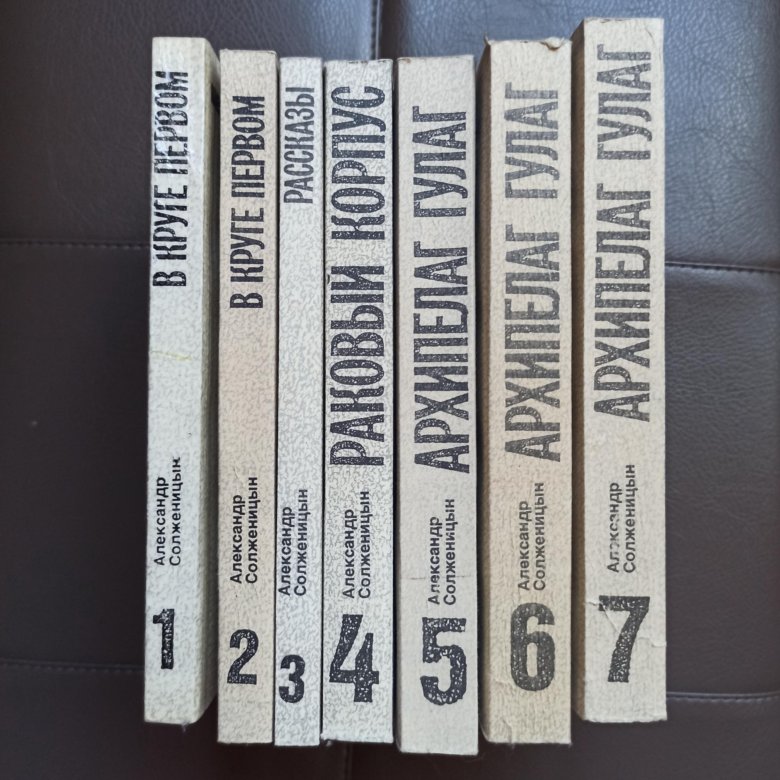 В КРУГЕ ПЕРВОМ
Александр
Солженицын
1
В КРУГЕ ПЕРВОМ
Александр
Солженицын
2
РАССКАЗЫ
Александр
Солженицын
3
РАКОВЫЙ КОРПУС
Александр
Солженицын
4
АРХИПЕЛАГ ГУЛАГ
Александр
Солженицын
5
АРХИПЕЛАГ ГУЛАГ
Александр
Солженицын
6
АРХИПЕЛАГ ГУЛАГ
Александр
Солженицын
7